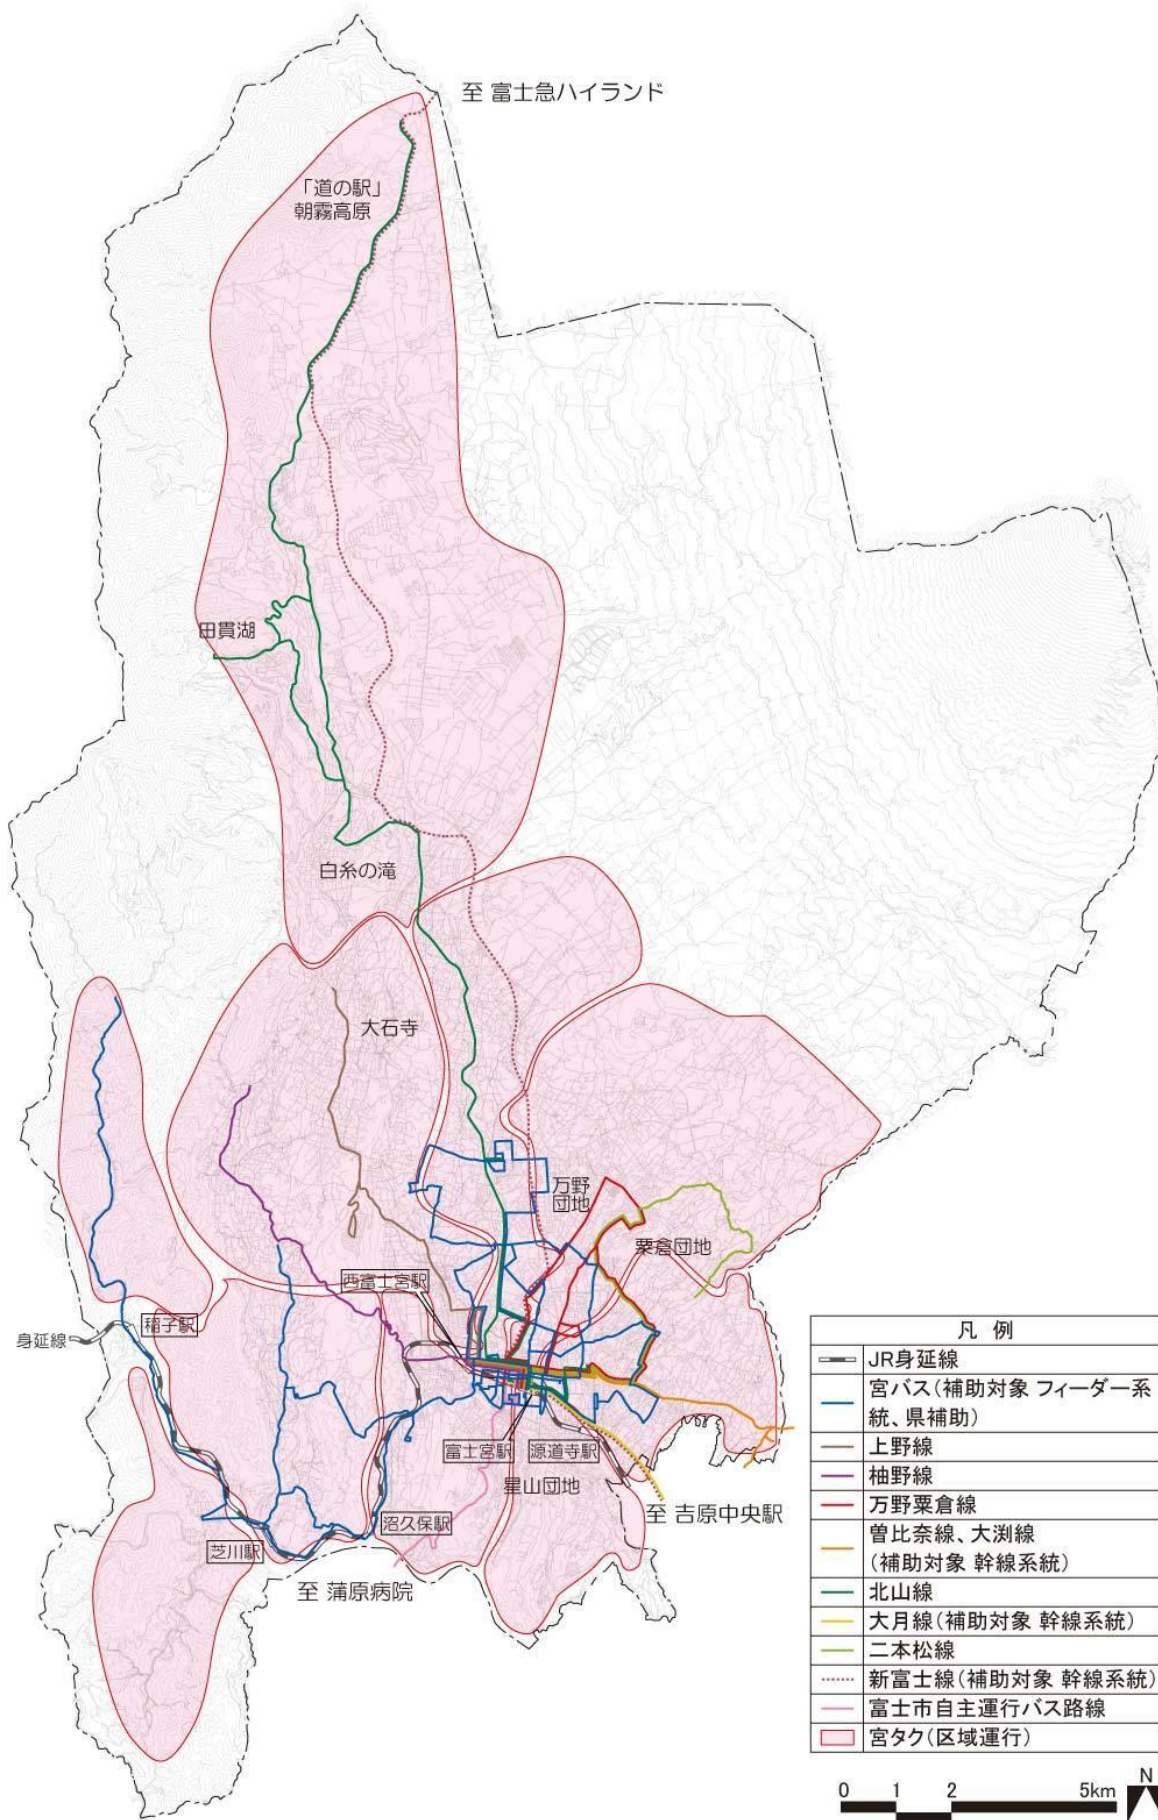 至 富士急ハイランド
「道の駅」
朝霧高原
田貫湖
白糸の滝
大石寺
万野
団地
粟倉団地
西富士宮駅
稲子駅
身延線
富士宮駅
源道寺駅
星山団地
至 吉原中央駅
沼久保駅
芝川駅
至 蒲原病院
凡 例
JR身延線
宮バス(補助対象 フィーダー系
統、県補助)
上野線
柚野線
万野粟倉線
曽比奈線、大渕線
(補助対象 幹線系統)
北山線
大月線(補助対象 幹線系統)
二本松線
新富士線(補助対象 幹線系統)
富士市自主運行バス路線
宮タク(区域運行)
0 1 2 5km
N